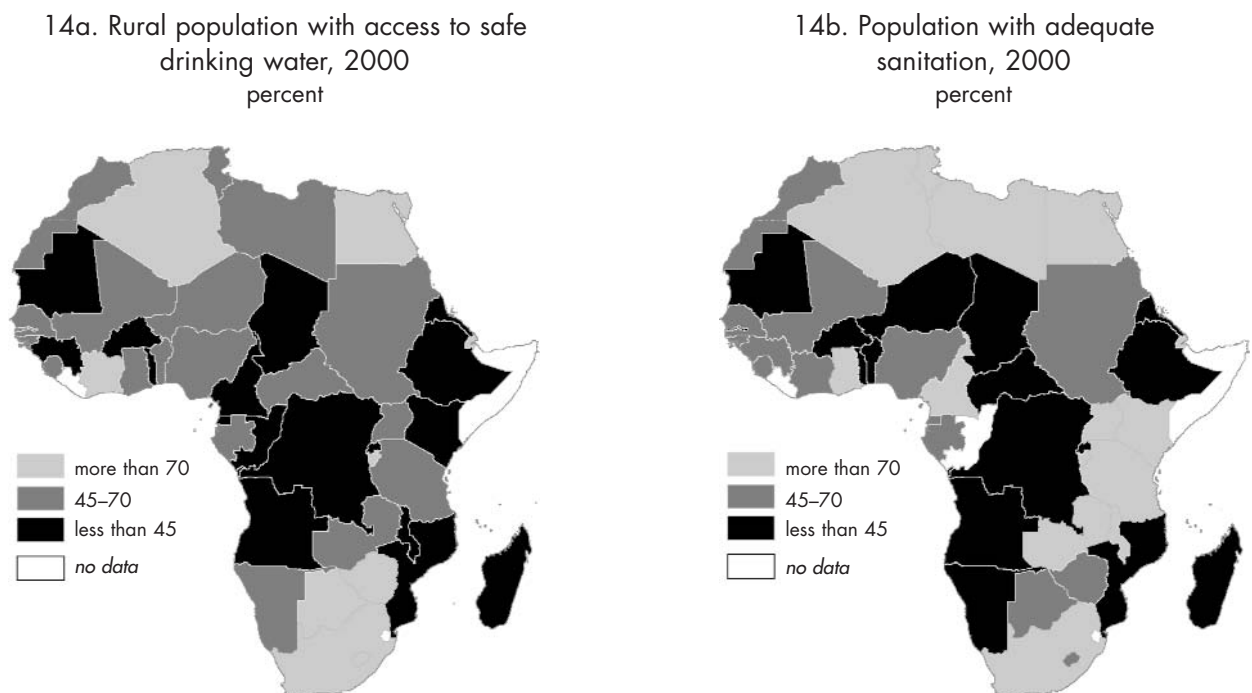 14a. Rural population with access to safe
drinking water, 2000
percent
more than 70
45–70
less than 45
no data
14b. Population with adequate
sanitation, 2000
percent
more than 70
45–70
less than 45
no data